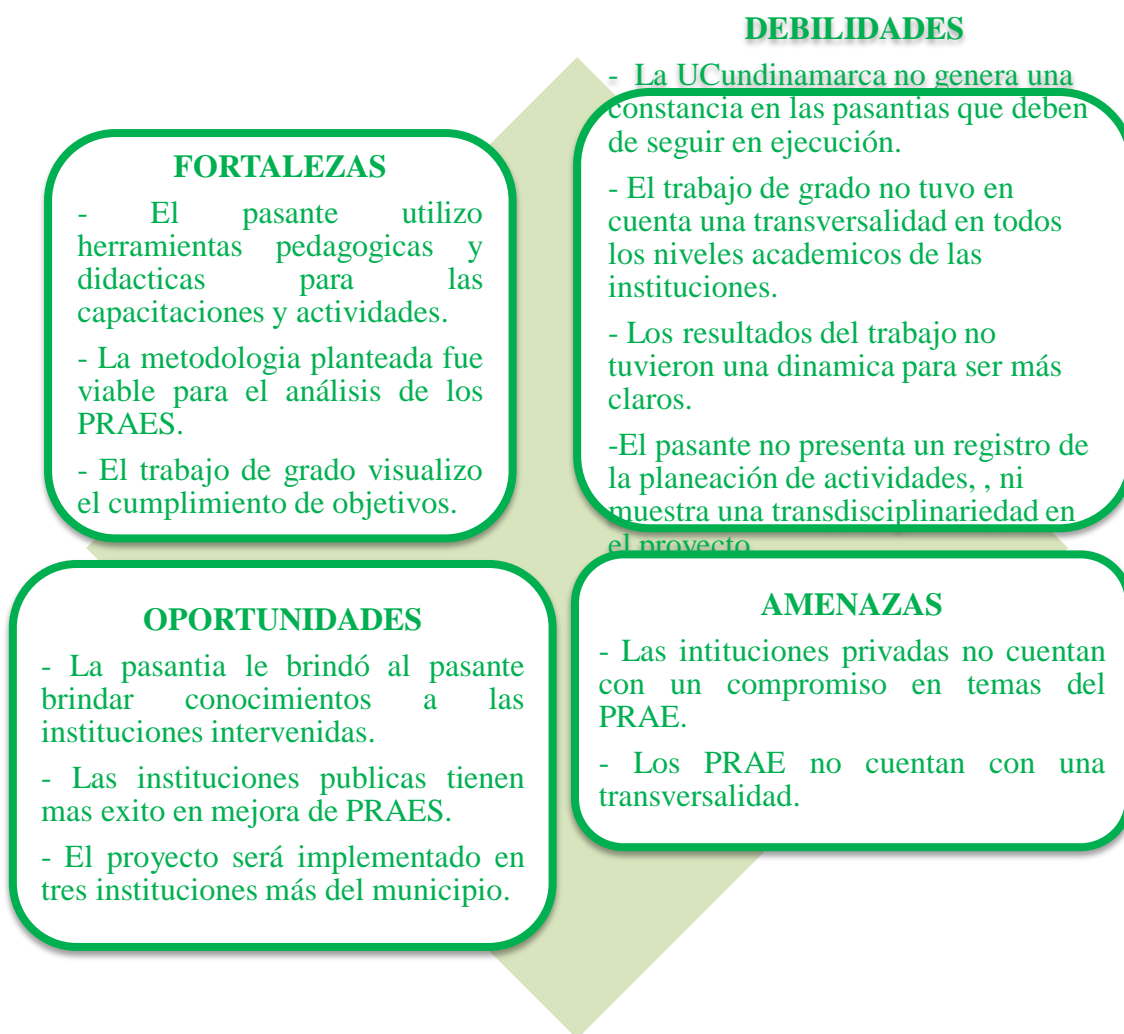 FORTALEZAS
- El pasante utilizo
herramientas pedagogicas y
didacticas para las
capacitaciones y actividades.
- La metodologia planteada fue
viable para el análisis de los
PRAES.
- El trabajo de grado visualizo
el cumplimiento de objetivos.
DEBILIDADES
- La UCundinamarca no genera una
constancia en las pasantias que deben
de seguir en ejecución.
- El trabajo de grado no tuvo en
cuenta una transversalidad en todos
los niveles academicos de las
instituciones.
- Los resultados del trabajo no
tuvieron una dinamica para ser más
claros.
-El pasante no presenta un registro de
la planeación de actividades, , ni
muestra una transdisciplinariedad en
el proyecto
OPORTUNIDADES
- La pasantia le brindó al pasante
brindar conocimientos a las
instituciones intervenidas.
- Las instituciones publicas tienen
mas exito en mejora de PRAES.
- El proyecto será implementado en
tres instituciones más del municipio.
AMENAZAS
- Las intituciones privadas no cuentan
con un compromiso en temas del
PRAE.
- Los PRAE no cuentan con una
transversalidad.